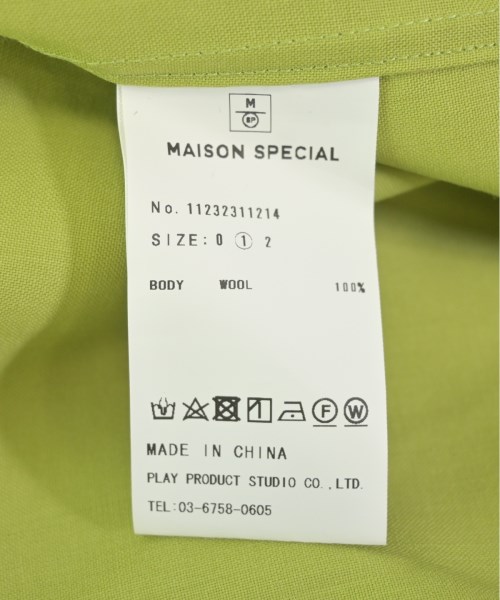 M
SP
MAISON SPECIAL
No. 11232311214
SIZE: 0 ① 2
BODY WOOL 100%
F W
MADE IN CHINA
PLAY PRODUCT STUDIO CO.,LTD.
TEL:03-6758-0605